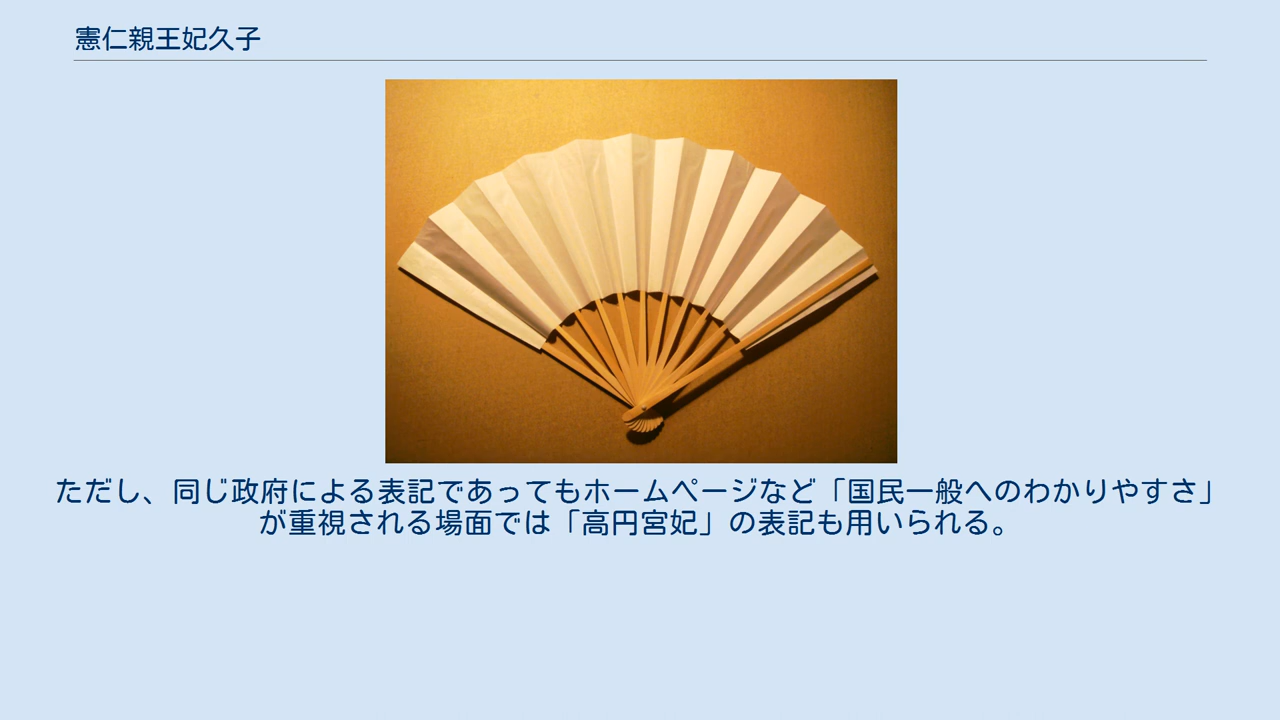 憲仁親王妃久子
ただし、同じ政府による表記であってもホームページなど「国民一般へのわかりやすさ」
が重視される場面では「高円宮妃」の表記も用いられる。